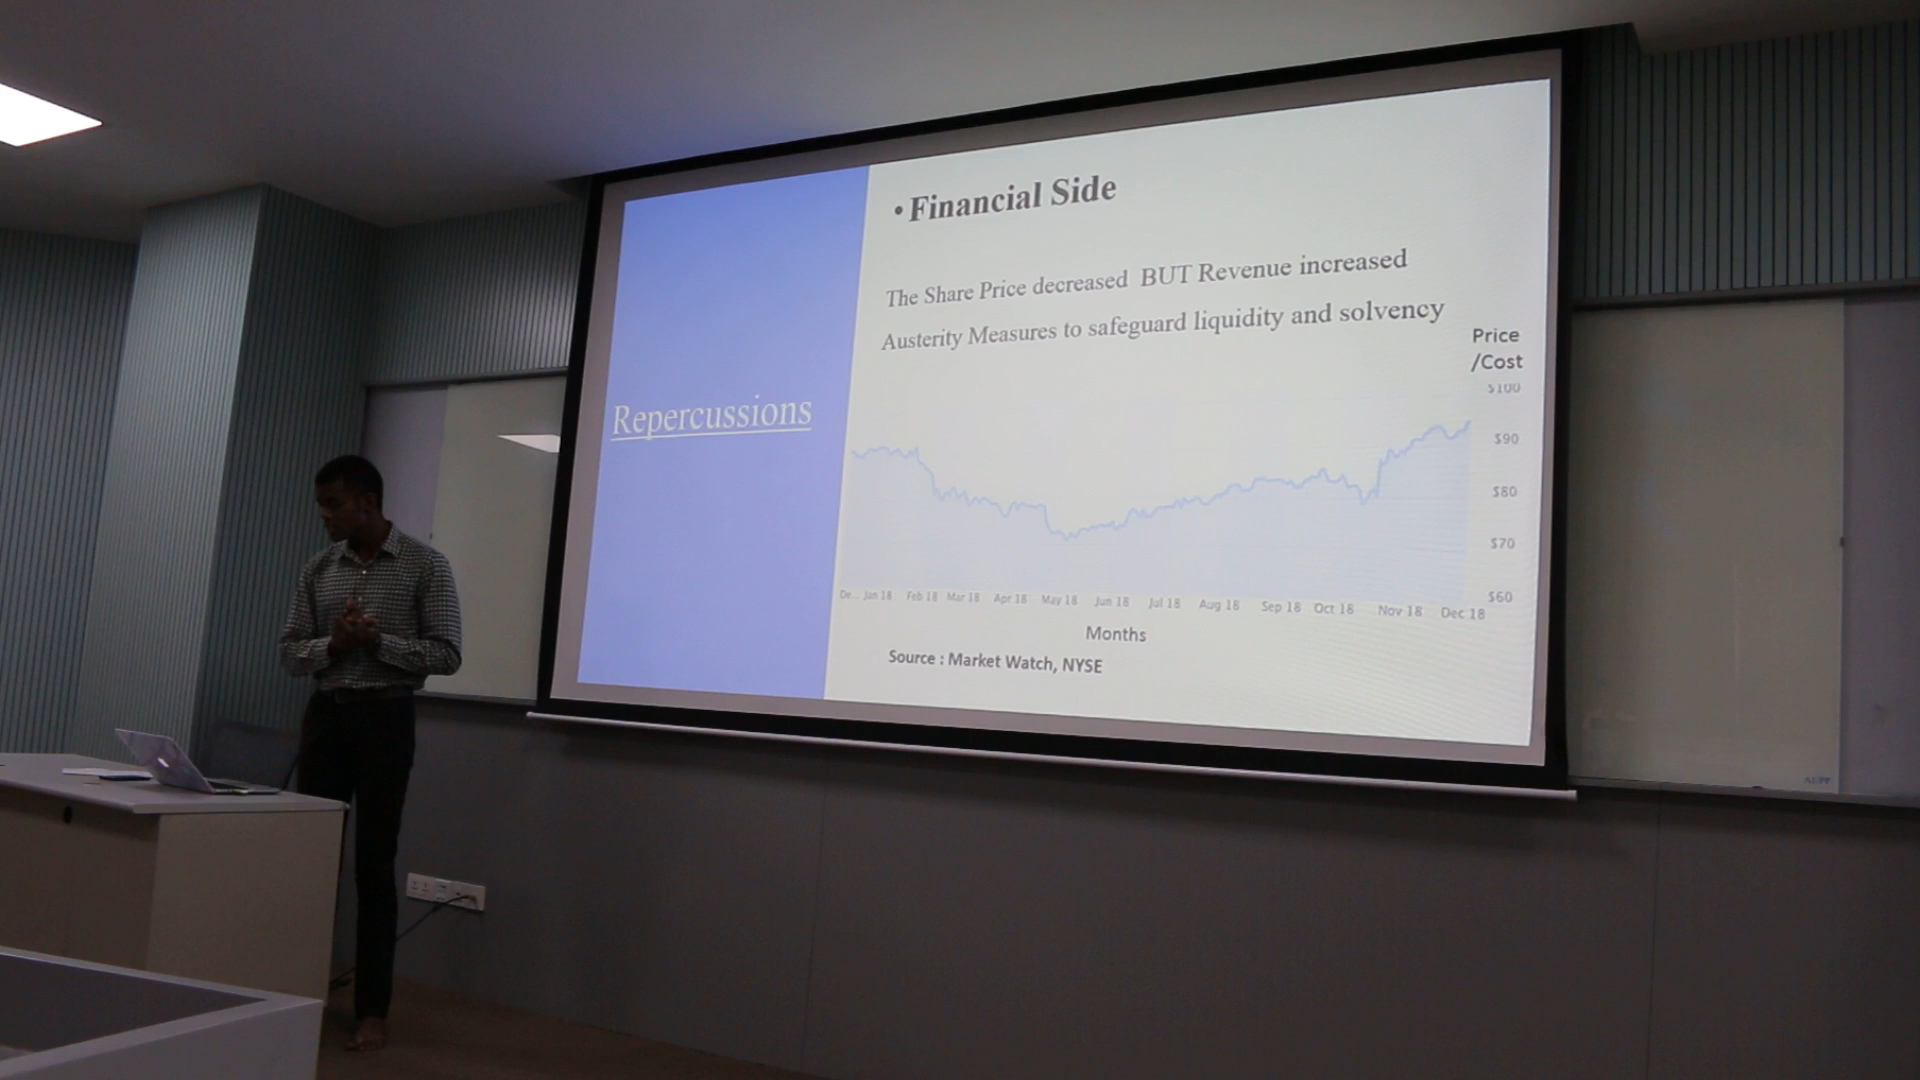 Repercussions
• Financial Side
The Share Price decreased BUT Revenue increased
Austerity Measures to safeguard liquidity and solvency
Price
/Cost
$100
$90
$80
$70
$60
De... Jan 18 Feb 18 Mar 18 Apr 18 May 18 Jun 18 Jul 18 Aug 18 Sep 18 Oct 18 Nov 18 Dec 18
Months
Source : Market Watch, NYSE